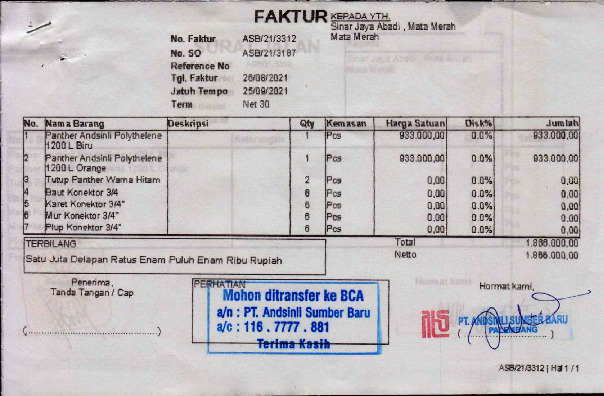 FAKTUR
KEPADA YTH.
Sinar Jaya Abadi , Mata Merah
Mata Merah
No. Faktur ASB/21/3312
No. SO ASB/21/3187
Reference No
Tgl. Faktur 26/08/2021
Jatuh Tempo 25/09/2021
Term Net 30
No. Nama Barang Deskripsi Qty Kemasan Harga Satuan Disk% Jumlah
1 Panther Andsinli Polythelene 1 Pcs 933.000,00 0.0% 933.000,00
1200 L Biru
2 Panther Andsinli Polythelene 1 Pcs 933.000,00 0.0% 933.000,00
1200 L Orange
3 Tutup Panther Warna Hitam 2 Pcs 0,00 0.0% 0,00
4 Baut Konektor 3/4 6 Pcs 0,00 0.0% 0,00
5 Karet Konektor 3/4" 6 Pcs 0,00 0.0% 0,00
6 Mur Konektor 3/4" 6 Pcs 0,00 0.0% 0,00
7 Plup Konektor 3/4" 6 Pcs 0,00 0.0% 0,00
TERBILANG
Satu Juta Delapan Ratus Enam Puluh Enam Ribu Rupiah
Total 1.866.000,00
Netto 1.866.000,00
Penerima,
Tanda Tangan / Cap
(............................)
PERHATIAN
Mohon ditransfer ke BCA
a/n : PT. Andsinli Sumber Baru
a/c : 116 . 7777 . 881
Terima Kasih
Hormat kami,
PT. ANDSINLI SUMBER BARU
PALEMBANG
(............................)
ASB/21/3312 | Hal 1 / 1